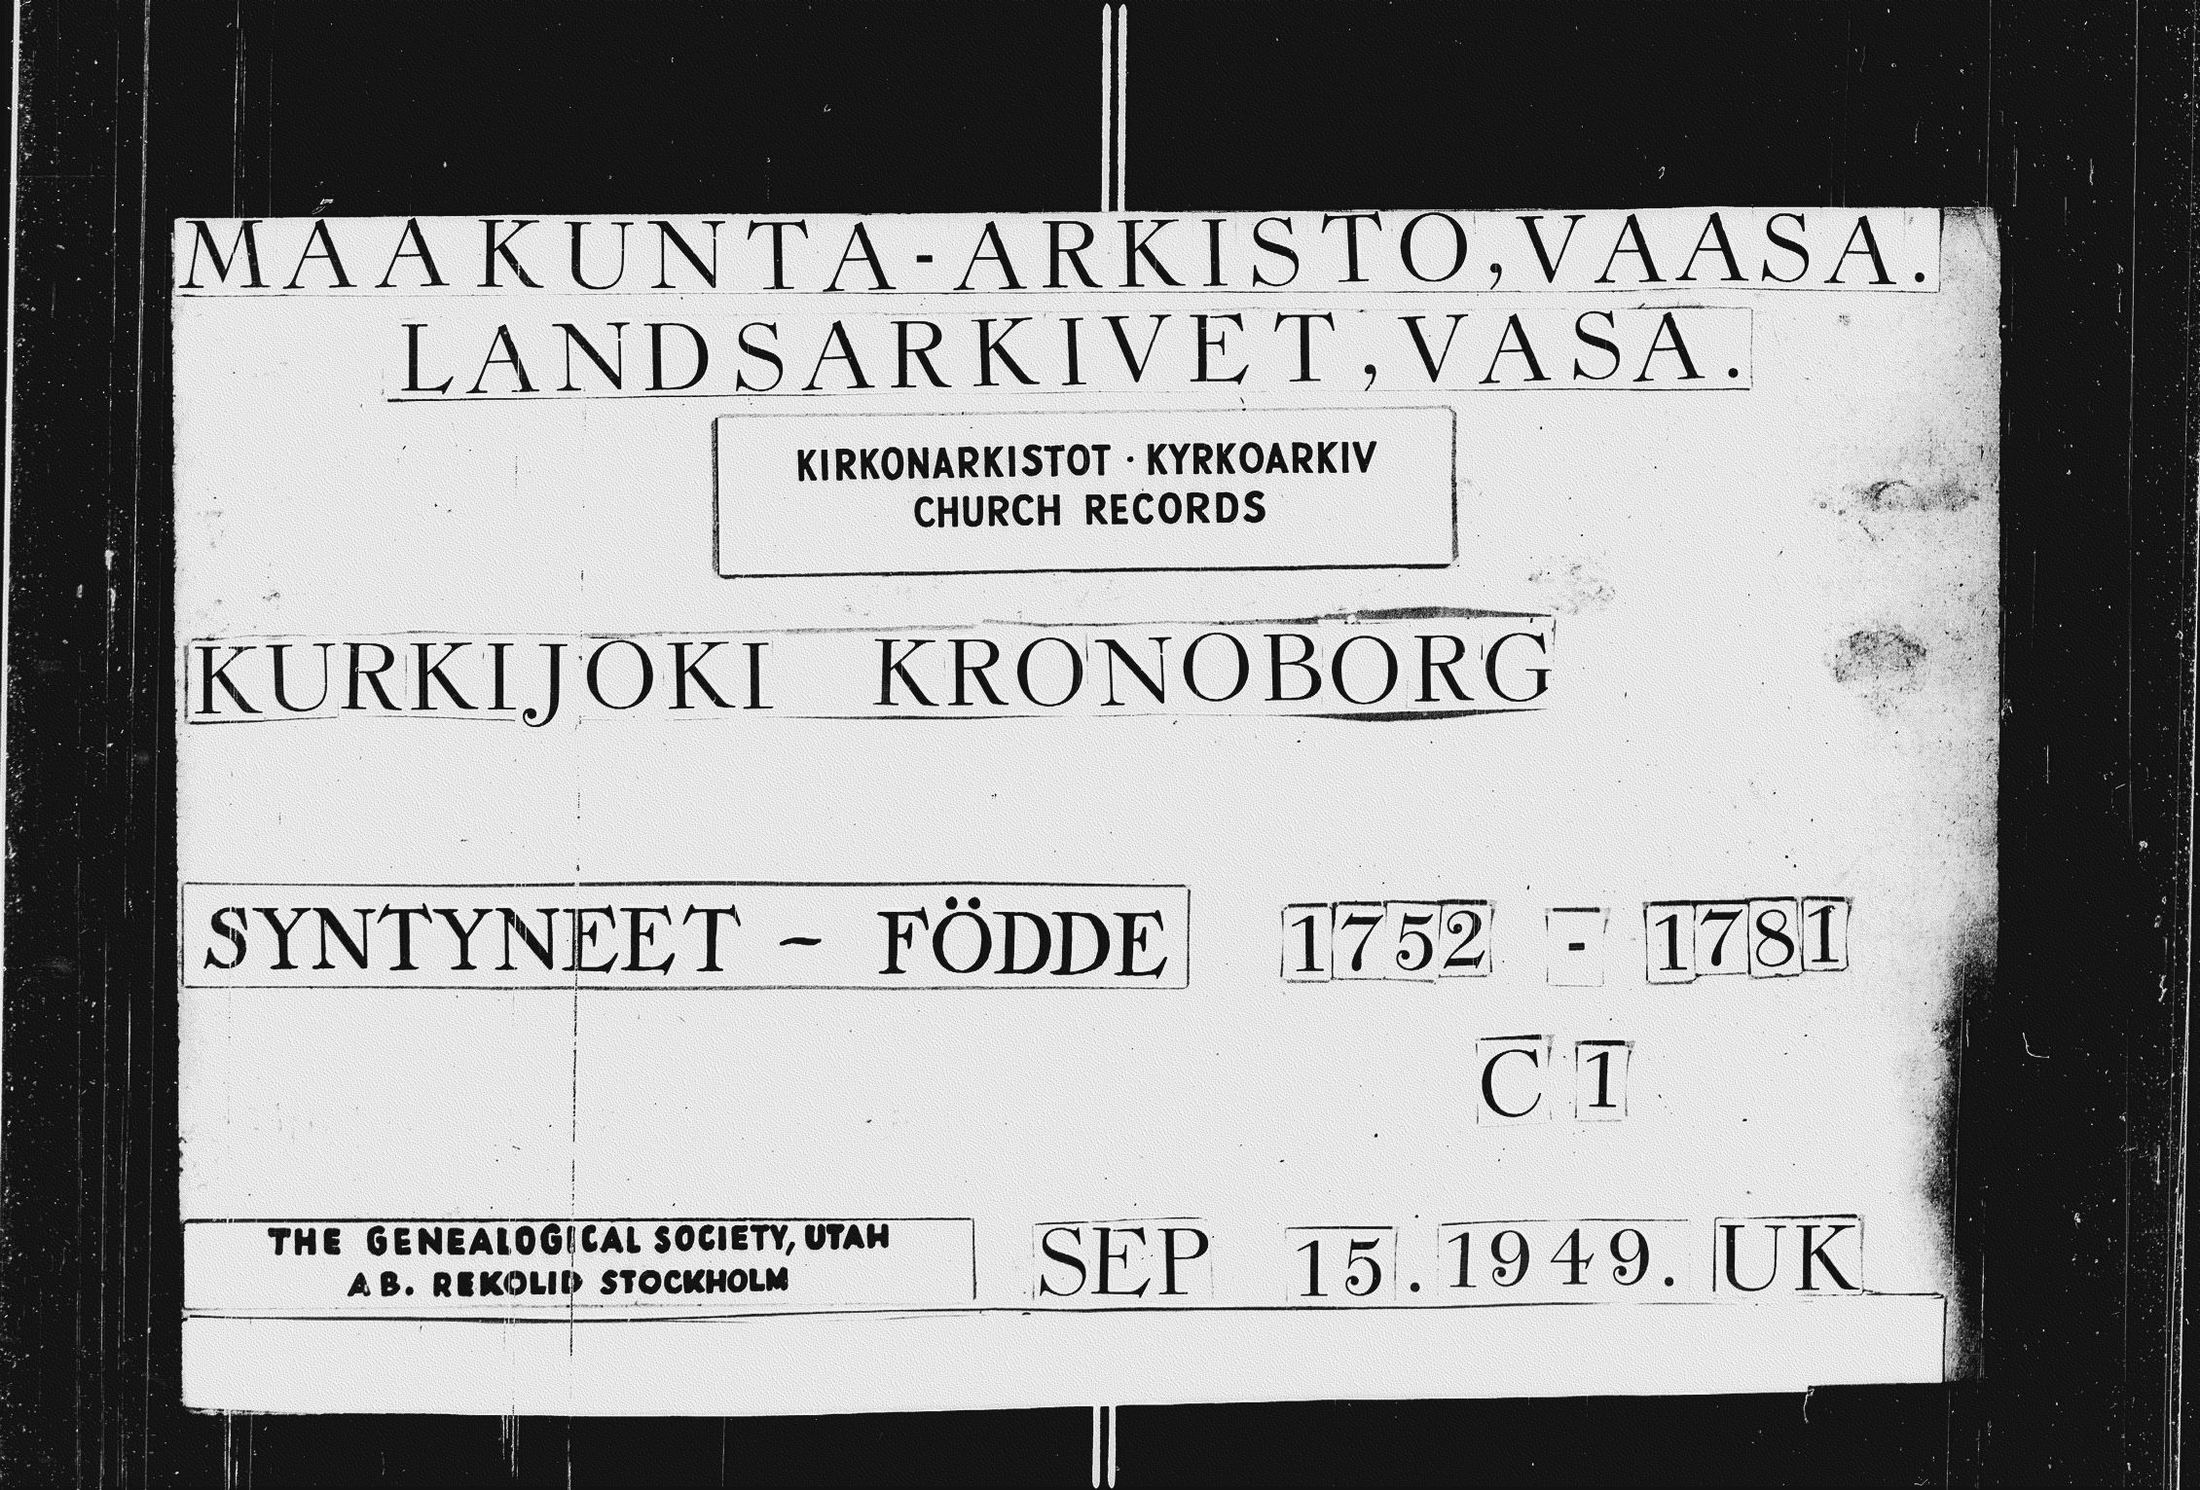 MAAKUNTA-ARKISTO, VAASA.
LANDSARKIVET, VASA.
KIRKONARKISTOT · KYRKOARKIV
CHURCH RECORDS
KURKIJOKI KRONOBORG
SYNTYNEET ~ FÖDDE 1752 - 1781
C 1
THE GENEALOGICAL SOCIETY, UTAH
AB. REKOLID STOCKHOLM
SEP 15. 1949. UK